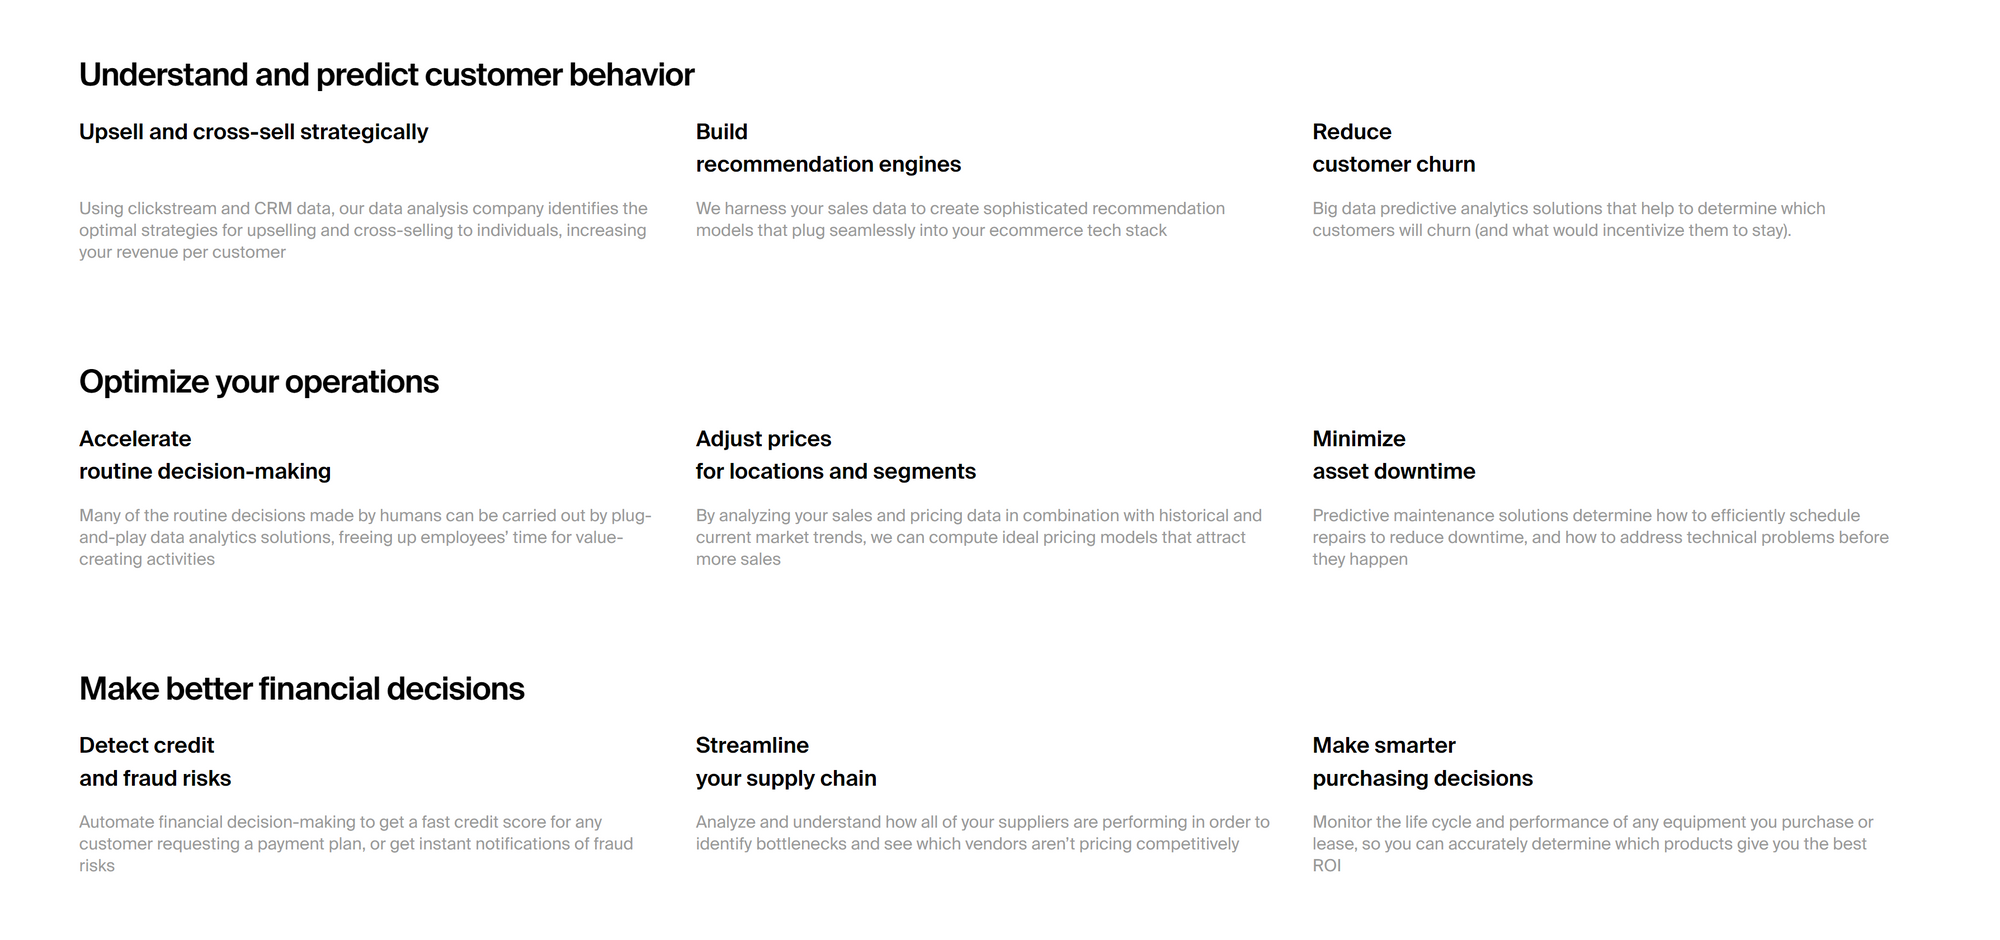 Understand and predict customer behavior
Upsell and cross-sell strategically
Using clickstream and CRM data, our data analysis company identifies the
optimal strategies for upselling and cross-selling to individuals, increasing
your revenue per customer
Build
recommendation engines
We harness your sales data to create sophisticated recommendation
models that plug seamlessly into your ecommerce tech stack
Reduce
customer churn
Big data predictive analytics solutions that help to determine which
customers will churn (and what would incentivize them to stay).
Optimize your operations
Accelerate
routine decision-making
Many of the routine decisions made by humans can be carried out by plug-
and-play data analytics solutions, freeing up employees’ time for value-
creating activities
Adjust prices
for locations and segments
By analyzing your sales and pricing data in combination with historical and
current market trends, we can compute ideal pricing models that attract
more sales
Minimize
asset downtime
Predictive maintenance solutions determine how to efficiently schedule
repairs to reduce downtime, and how to address technical problems before
they happen
Make better financial decisions
Detect credit
and fraud risks
Automate financial decision-making to get a fast credit score for any
customer requesting a payment plan, or get instant notifications of fraud
risks
Streamline
your supply chain
Analyze and understand how all of your suppliers are performing in order to
identify bottlenecks and see which vendors aren’t pricing competitively
Make smarter
purchasing decisions
Monitor the life cycle and performance of any equipment you purchase or
lease, so you can accurately determine which products give you the best
ROI